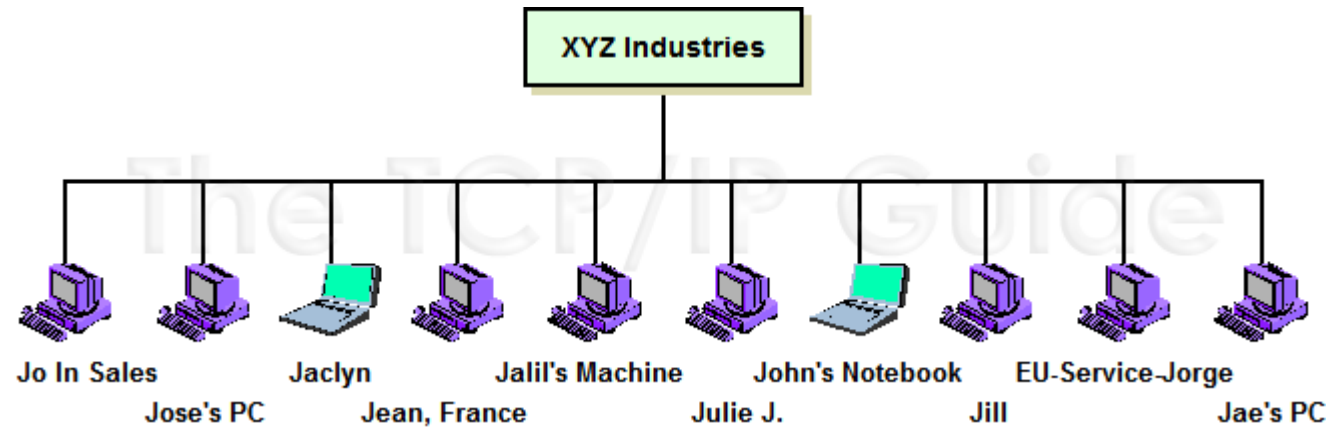 XYZ Industries
The TCP/IP Guide
Jo In Sales
Jaclyn
Jalil's Machine
John's Notebook
EU-Service-Jorge
Jose's PC
Jean, France
Julie J.
Jill
Jae's PC